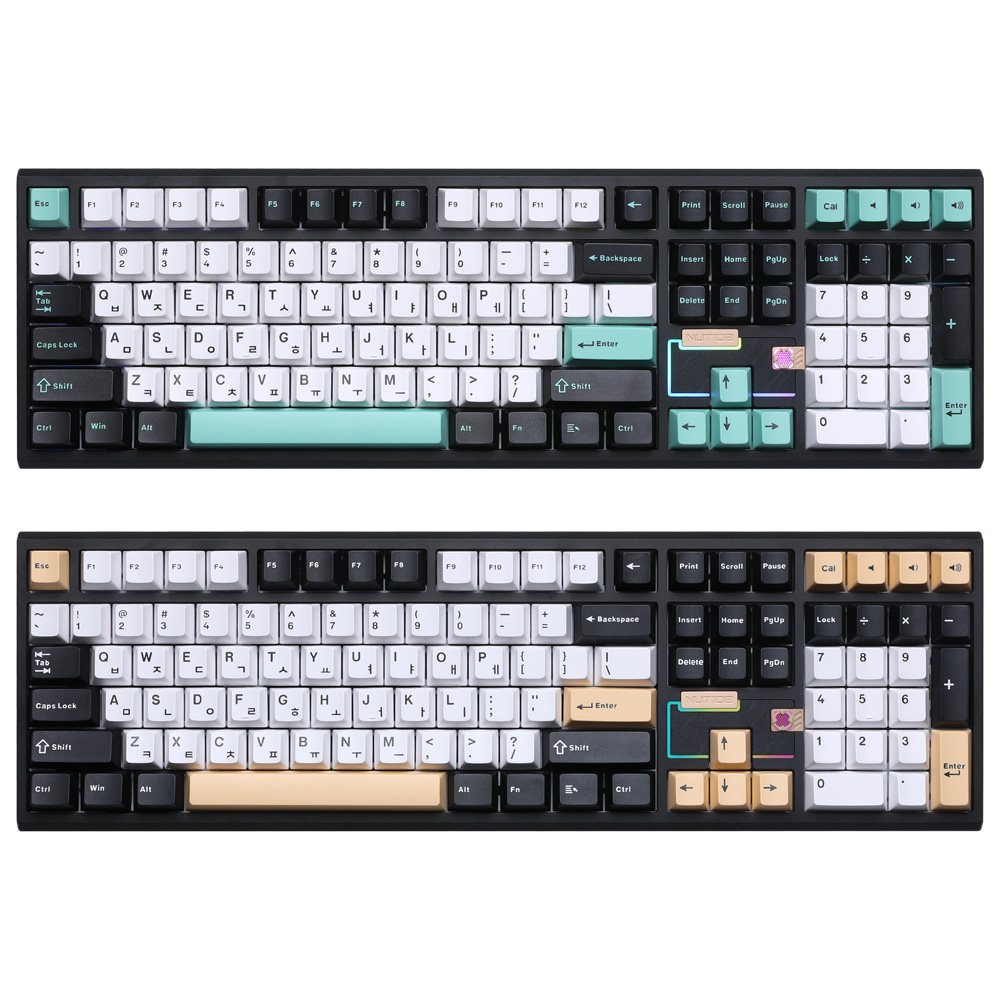 Esc F1 F2 F3 F4 F5 F6 F7 F8 F9 F10 F11 F12 ← Print Scroll Pause Cal
~ ! @ # $ % ^ & * ( ) — + ← Backspace Insert Home PgUp Lock ÷ × −
` 1 2 3 4 5 6 7 8 9 0 - =
Tab Q ㅂ W ㅈ E ㄷ R ㄱ T ㅅ Y ㅛ U ㅕ I ㅑ O ㅐ P ㅔ { [ } ] | \ Delete End PgDn 7 8 9 +
Caps Lock A ㅁ S ㄴ D ㅇ F ㄹ G ㅎ H ㅗ J ㅓ K ㅏ L ㅣ : ; " ' Enter NUT108 4 5 6
Shift Z ㅋ X ㅌ C ㅊ V ㅍ B ㅠ N ㅜ M ㅡ < , > . ? / Shift ↑ 1 2 3 Enter
Ctrl Win Alt Alt Fn Ctrl ← ↓ → 0 .
Esc F1 F2 F3 F4 F5 F6 F7 F8 F9 F10 F11 F12 ← Print Scroll Pause Cal
~ ! @ # $ % ^ & * ( ) — + ← Backspace Insert Home PgUp Lock ÷ × −
` 1 2 3 4 5 6 7 8 9 0 - =
Tab Q ㅂ W ㅈ E ㄷ R ㄱ T ㅅ Y ㅛ U ㅕ I ㅑ O ㅐ P ㅔ { [ } ] | \ Delete End PgDn 7 8 9 +
Caps Lock A ㅁ S ㄴ D ㅇ F ㄹ G ㅎ H ㅗ J ㅓ K ㅏ L ㅣ : ; " ' Enter NUT108 4 5 6
Shift Z ㅋ X ㅌ C ㅊ V ㅍ B ㅠ N ㅜ M ㅡ < , > . ? / Shift ↑ 1 2 3 Enter
Ctrl Win Alt Alt Fn Ctrl ← ↓ → 0 .